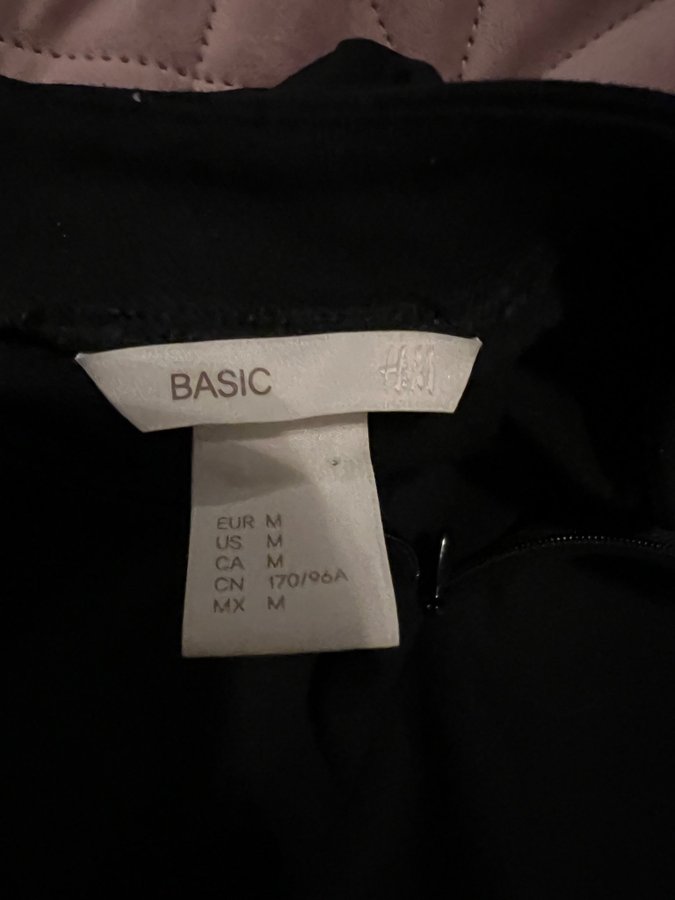 BASIC H&M
EUR M
US M
CA M
CN 170/96A
MX M